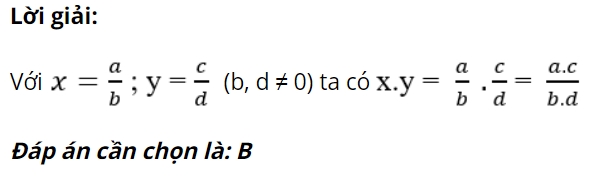 Lời giải:
Với x = a/b ; y = c/d (b, d ≠ 0) ta có x.y = a/b . c/d = a.c/b.d
Đáp án cần chọn là: B